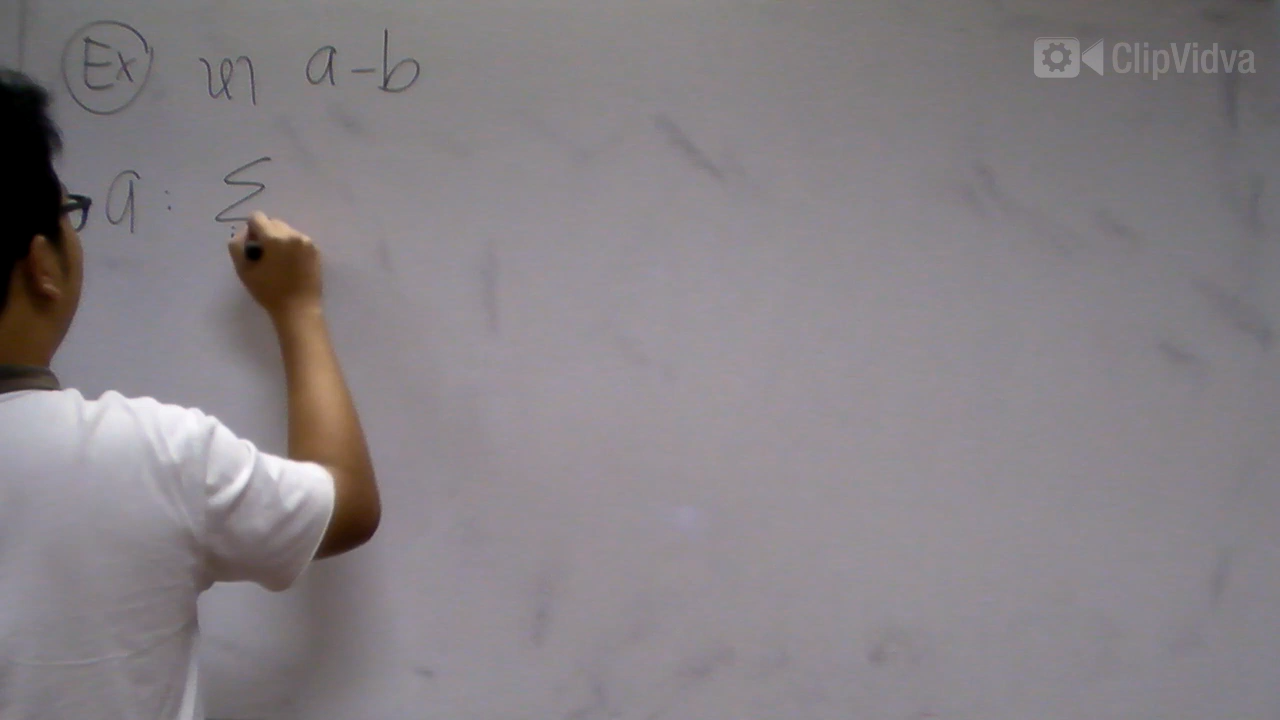 Ex หา a-b
a: Σ
ClipVidva